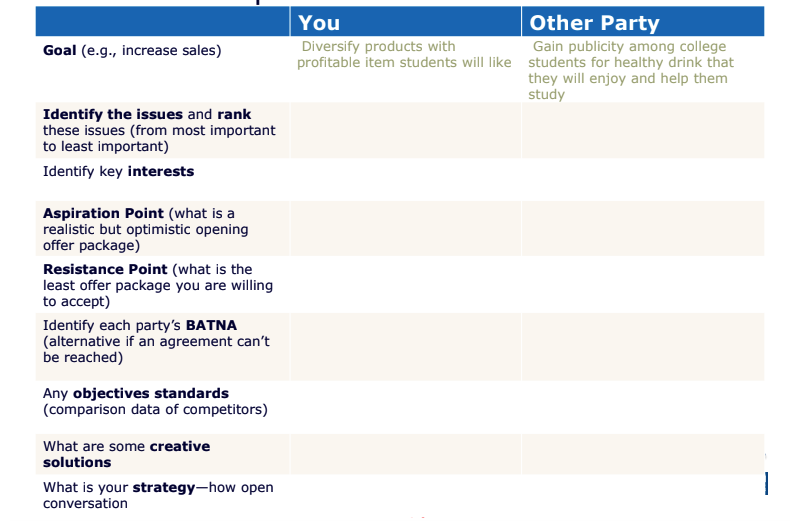 You
Other Party
Goal (e.g., increase sales)
Diversify products with
profitable item students will like
Gain publicity among college
students for healthy drink that
they will enjoy and help them
study
Identify the issues and rank
these issues (from most important
to least important)
Identify key interests
Aspiration Point (what is a
realistic but optimistic opening
offer package)
Resistance Point (what is the
least offer package you are willing
to accept)
Identify each party’s BATNA
(alternative if an agreement can’t
be reached)
Any objectives standards
(comparison data of competitors)
What are some creative
solutions
What is your strategy—how open
conversation